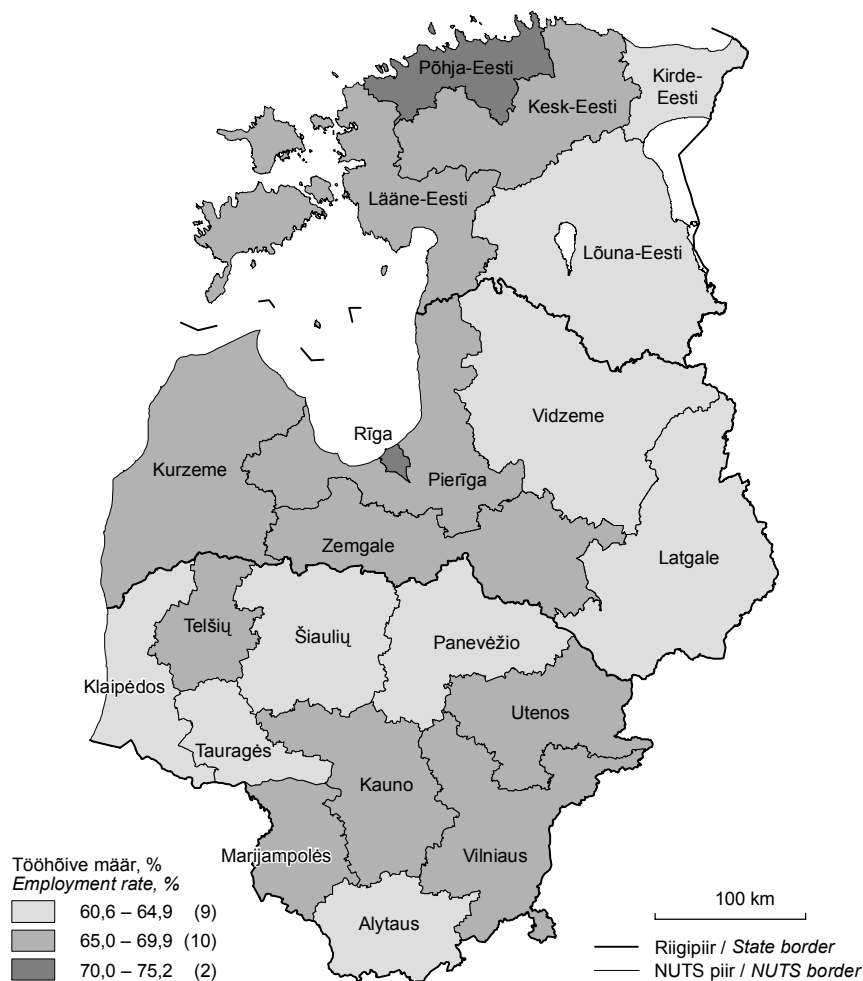 Põhja-Eesti
Kirde-
Eesti
Kesk-Eesti
Lääne-Eesti
Lõuna-Eesti
Vidzeme
Rīga
Kurzeme
Pierīga
Zemgale
Latgale
Telšių
Šiaulių
Panevėžio
Klaipėdos
Utenos
Tauragės
Kauno
Marijampolės
Vilniaus
Alytaus
Tööhõive määr, %
Employment rate, %
60,6 – 64,9 (9)
65,0 – 69,9 (10)
70,0 – 75,2 (2)
100 km
Riigipiir / State border
NUTS piir / NUTS border